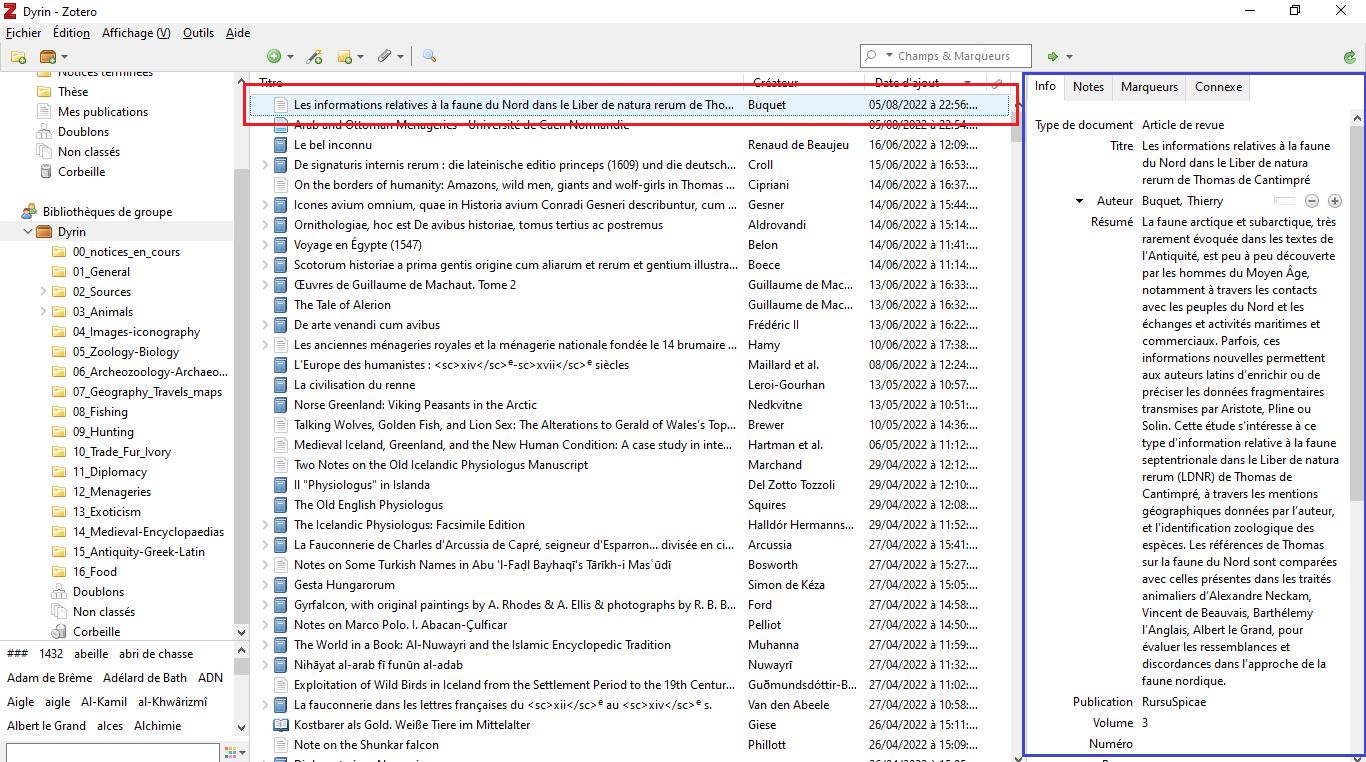 Dyrin - Zotero
Fichier Édition Affichage (V) Outils Aide
Champs & Marqueurs
Notices terminées
Thèse
Mes publications
Doublons
Non classés
Corbeille
Bibliothèques de groupe
Dyrin
00_notices_en_cours
01_General
02_Sources
03_Animals
04_Images-iconography
05_Zoology-Biology
06_Archeozoology-Archaeo...
07_Geography_Travels_maps
08_Fishing
09_Hunting
10_Trade_Fur_Ivory
11_Diplomacy
12_Menageries
13_Exoticism
14_Medieval-Encyclopaedias
15_Antiquity-Greek-Latin
16_Food
Doublons
Non classés
Corbeille
### 1432 abeille abri de chasse
Adam de Brême Adélard de Bath ADN
Aigle aigle Al-Kamil al-Khwârizmî
Albert le Grand alces Alchimie
Titre Créateur Date d'ajout
Les informations relatives à la faune du Nord dans le Liber de natura rerum de Tho... Buquet 05/08/2022 à 22:56:...
Arab and Ottoman Menageries - Université de Caen Normandie 05/08/2022 à 22:54:...
Le bel inconnu Renaud de Beaujeu 16/06/2022 à 12:09:...
De signaturis internis rerum : die lateinische editio princeps (1609) und die deutsch... Croll 15/06/2022 à 16:53:...
On the borders of humanity: Amazons, wild men, giants and wolf-girls in Thomas ... Cipriani 14/06/2022 à 16:37:...
Icones avium omnium, quae in Historia avium Conradi Gesneri describuntur, cum ... Gesner 14/06/2022 à 15:44:...
Ornithologiae, hoc est De avibus historiae, tomus tertius ac postremus Aldrovandi 14/06/2022 à 15:14:...
Voyage en Égypte (1547) Belon 14/06/2022 à 11:41:...
Scotorum historiae a prima gentis origine cum aliarum et rerum et gentium illustra... Boece 14/06/2022 à 11:14:...
Œuvres de Guillaume de Machaut. Tome 2 Guillaume de Mac... 13/06/2022 à 16:33:...
The Tale of Alerion Guillaume de Mac... 13/06/2022 à 16:32:...
De arte venandi cum avibus Frédéric II 13/06/2022 à 16:22:...
Les anciennes ménageries royales et la ménagerie nationale fondée le 14 brumaire ... Hamy 10/06/2022 à 17:38:...
L'Europe des humanistes : <sc>xiv</sc>ᵉ-<sc>xvii</sc>ᵉ siècles Maillard et al. 08/06/2022 à 12:24:...
La civilisation du renne Leroi-Gourhan 13/05/2022 à 10:57:...
Norse Greenland: Viking Peasants in the Arctic Nedkvitne 13/05/2022 à 10:51:...
Talking Wolves, Golden Fish, and Lion Sex: The Alterations to Gerald of Wales's Top... Brewer 10/05/2022 à 14:36:...
Medieval Iceland, Greenland, and the New Human Condition: A case study in inte... Hartman et al. 06/05/2022 à 11:12:...
Two Notes on the Old Icelandic Physiologus Manuscript Marchand 29/04/2022 à 12:12:...
Il "Physiologus" in Islanda Del Zotto Tozzoli 29/04/2022 à 12:10:...
The Old English Physiologus Squires 29/04/2022 à 12:08:...
The Icelandic Physiologus: Facsimile Edition Halldór Hermanns... 29/04/2022 à 11:52:...
La Fauconnerie de Charles d'Arcussia de Capré, seigneur d'Esparron... divisée en ci... Arcussia 27/04/2022 à 15:41:...
Notes on Some Turkish Names in Abu 'l-Faḍl Bayhaqī's Tārīkh-i Masʿūdī Bosworth 27/04/2022 à 15:27:...
Gesta Hungarorum Simon de Kéza 27/04/2022 à 15:05:...
Gyrfalcon, with original paintings by A. Rhodes & A. Ellis & photographs by R. B. B... Ford 27/04/2022 à 14:58:...
Notes on Marco Polo. I. Abacan-Çulficar Pelliot 27/04/2022 à 14:50:...
The World in a Book: Al-Nuwayri and the Islamic Encyclopedic Tradition Muhanna 27/04/2022 à 11:59:...
Nihāyat al-arab fī funūn al-adab Nuwayrī 27/04/2022 à 11:32:...
Exploitation of Wild Birds in Iceland from the Settlement Period to the 19th Centur... Guðmundsdóttir-B... 27/04/2022 à 11:02:...
La fauconnerie dans les lettres françaises du <sc>xii</sc>ᵉ au <sc>xiv</sc>ᵉ s. Van den Abeele 27/04/2022 à 10:58:...
Kostbarer als Gold. Weiße Tiere im Mittelalter Giese 26/04/2022 à 15:11:...
Note on the Shunkar falcon Phillott 26/04/2022 à 15:09:...
Info Notes Marqueurs Connexe
Type de document Article de revue
Titre Les informations relatives à la faune
du Nord dans le Liber de natura
rerum de Thomas de Cantimpré
Auteur Buquet, Thierry
Résumé La faune arctique et subarctique, très
rarement évoquée dans les textes de
l'Antiquité, est peu à peu découverte
par les hommes du Moyen Âge,
notamment à travers les contacts
avec les peuples du Nord et les
échanges et activités maritimes et
commerciaux. Parfois, ces
informations nouvelles permettent
aux auteurs latins d'enrichir ou de
préciser les données fragmentaires
transmises par Aristote, Pline ou
Solin. Cette étude s'intéresse à ce
type d'information relative à la faune
septentrionale dans le Liber de natura
rerum (LDNR) de Thomas de
Cantimpré, à travers les mentions
géographiques données par l'auteur,
et l'identification zoologique des
espèces. Les références de Thomas
sur la faune du Nord sont comparées
avec celles présentes dans les traités
animaliers d'Alexandre Neckam,
Vincent de Beauvais, Barthélemy
l'Anglais, Albert le Grand, pour
évaluer les ressemblances et
discordances dans l'approche de la
faune nordique.
Publication RursuSpicae
Volume 3
Numéro